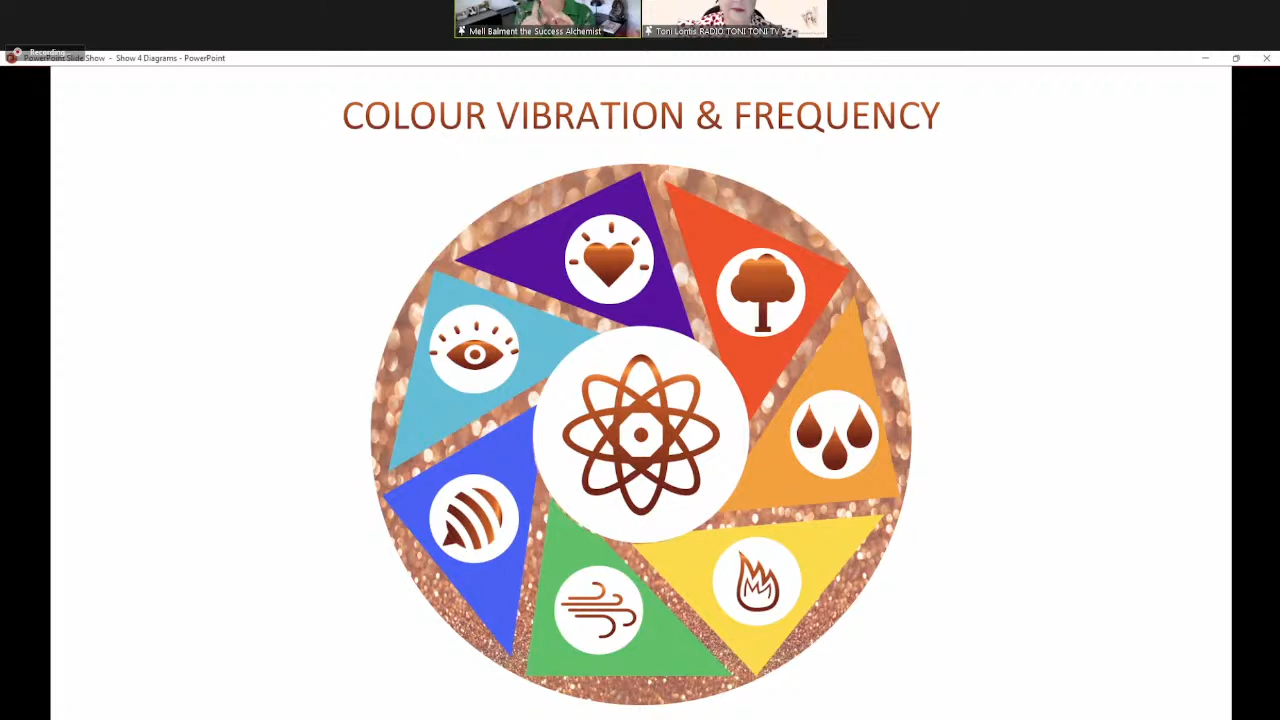 Mell Balment the Success Alchemist
Toni Lontis RADIO TONI TONI TV
Recording...
PowerPoint Slide Show - Show 4 Diagrams - PowerPoint
COLOUR VIBRATION & FREQUENCY